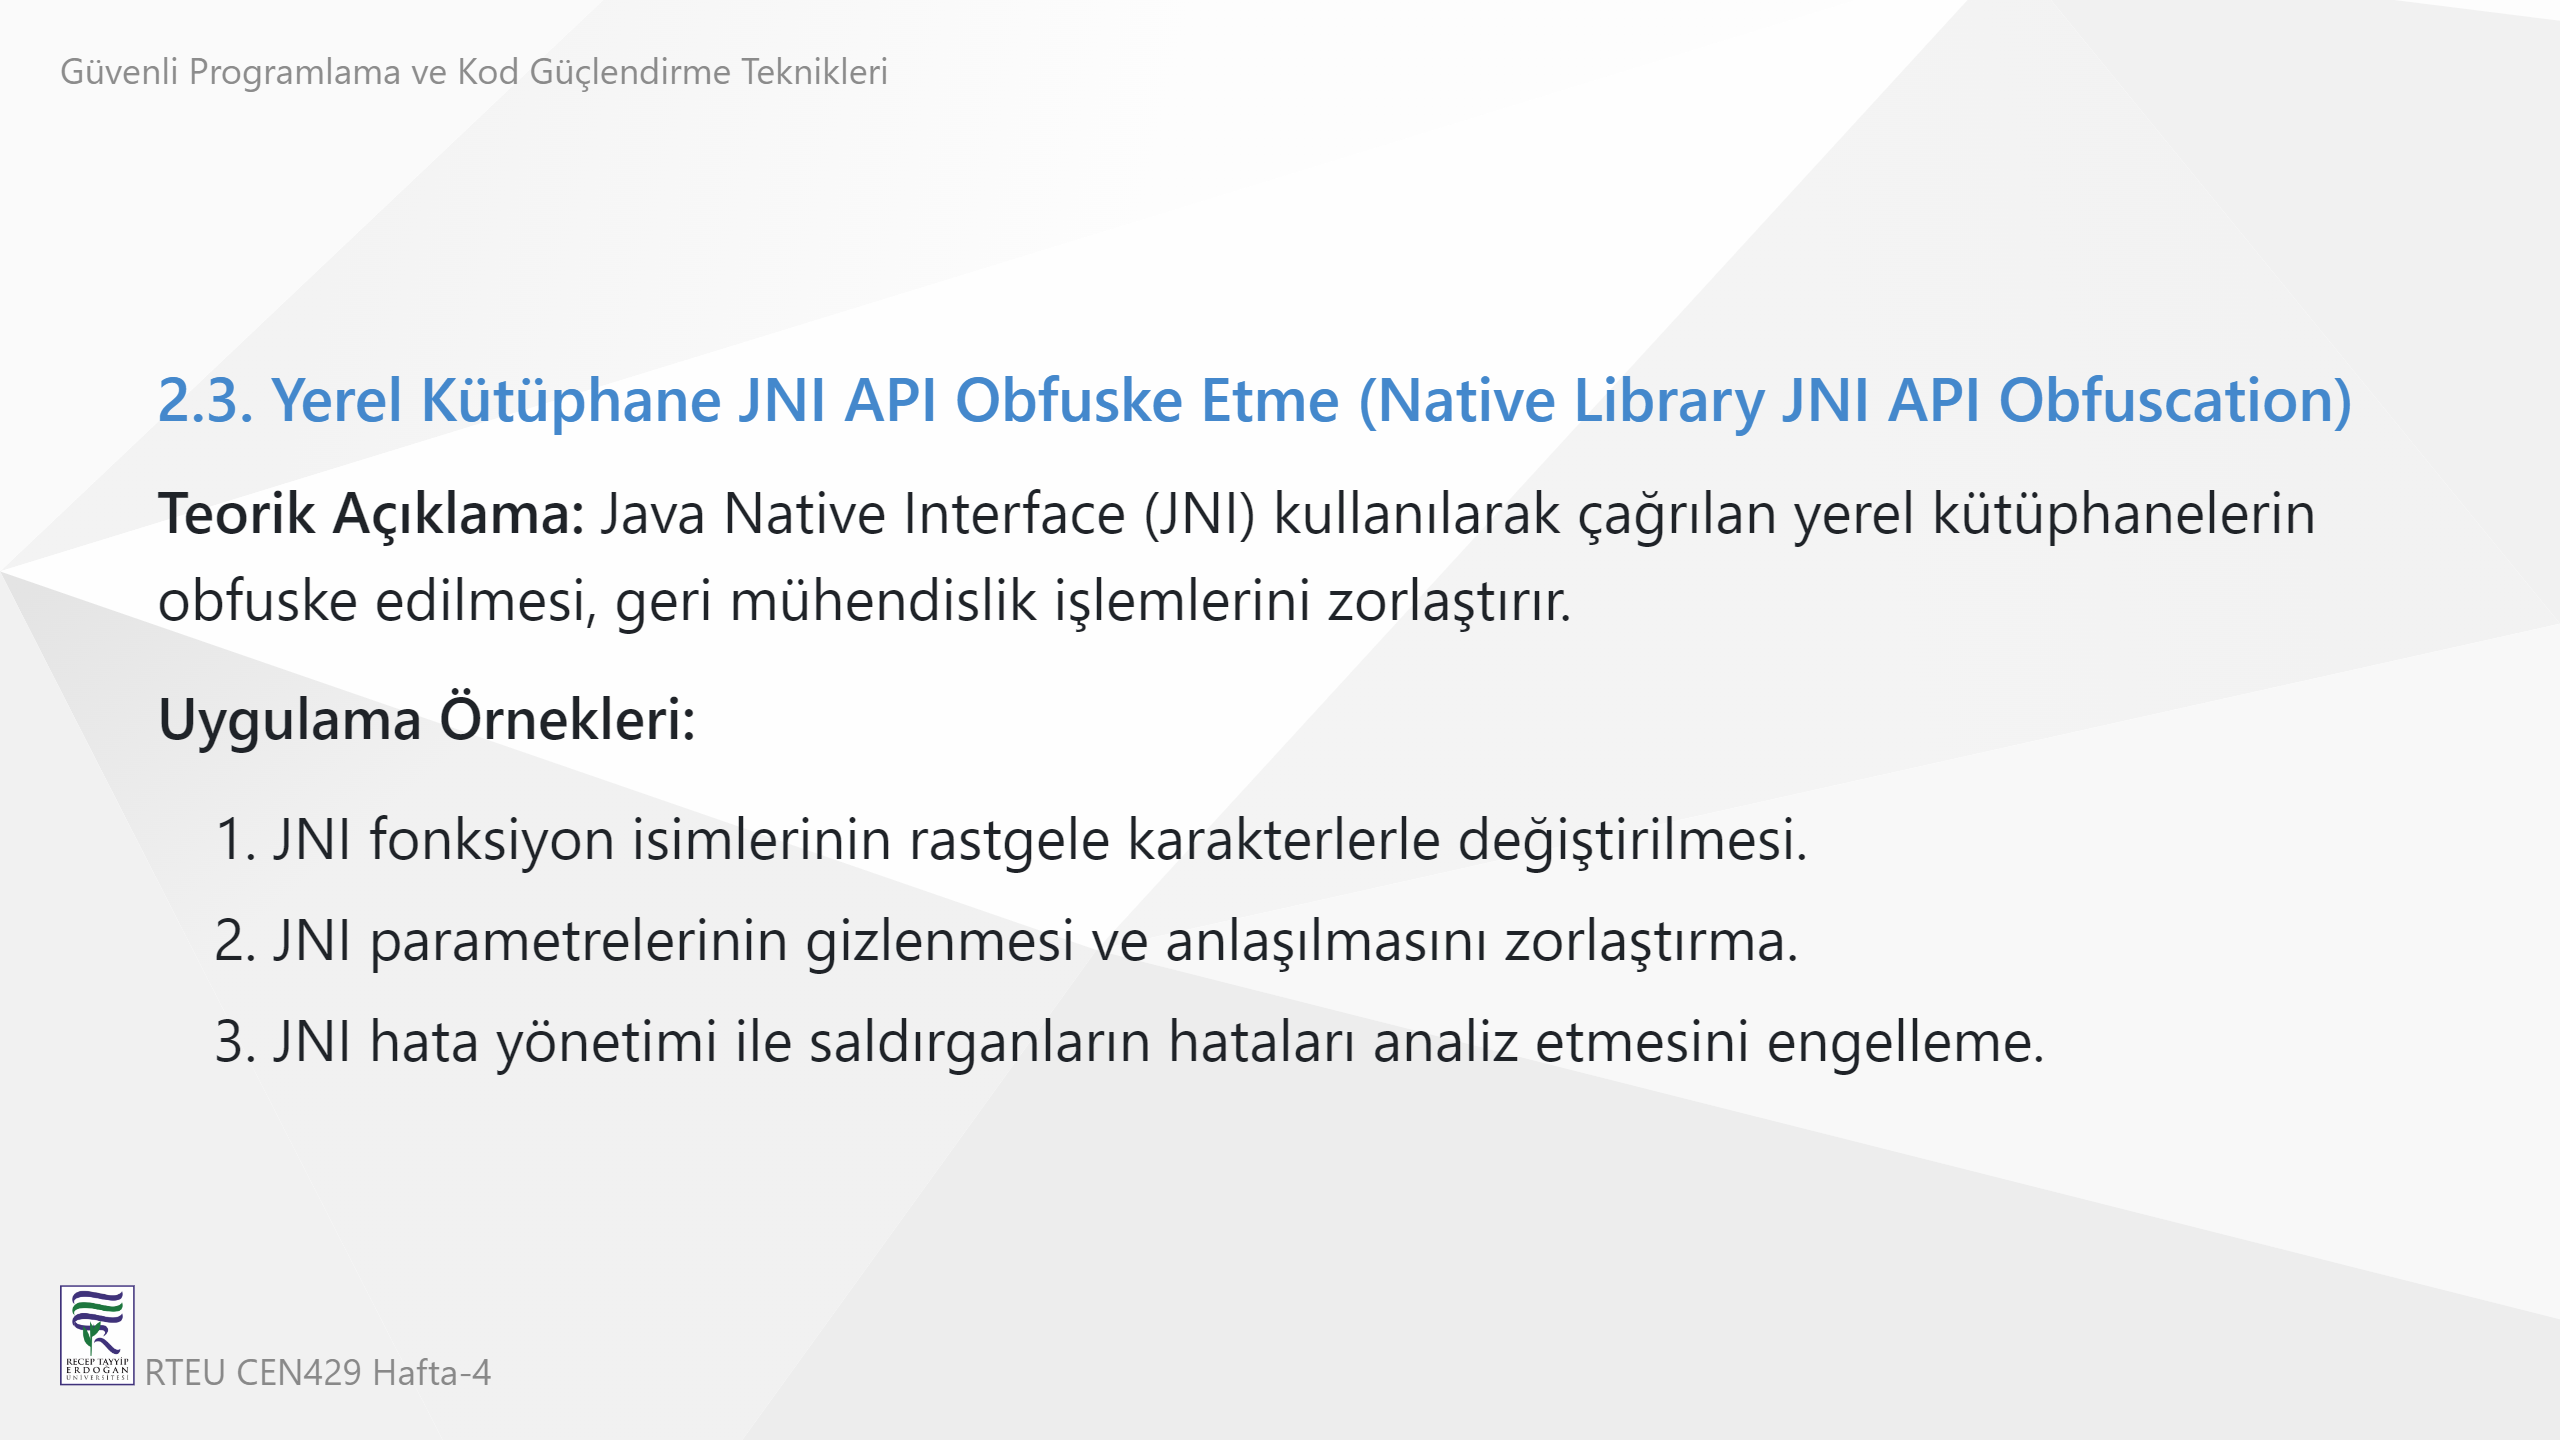 Güvenli Programlama ve Kod Güçlendirme Teknikleri
2.3. Yerel Kütüphane JNI API Obfuske Etme (Native Library JNI API Obfuscation)
Teorik Açıklama: Java Native Interface (JNI) kullanılarak çağrılan yerel kütüphanelerin
obfuske edilmesi, geri mühendislik işlemlerini zorlaştırır.
Uygulama Örnekleri:
1. JNI fonksiyon isimlerinin rastgele karakterlerle değiştirilmesi.
2. JNI parametrelerinin gizlenmesi ve anlaşılmasını zorlaştırma.
3. JNI hata yönetimi ile saldırganların hataları analiz etmesini engelleme.
RECEP TAYYİP
ERDOĞAN
ÜNİVERSİTESİ
RTEU CEN429 Hafta-4